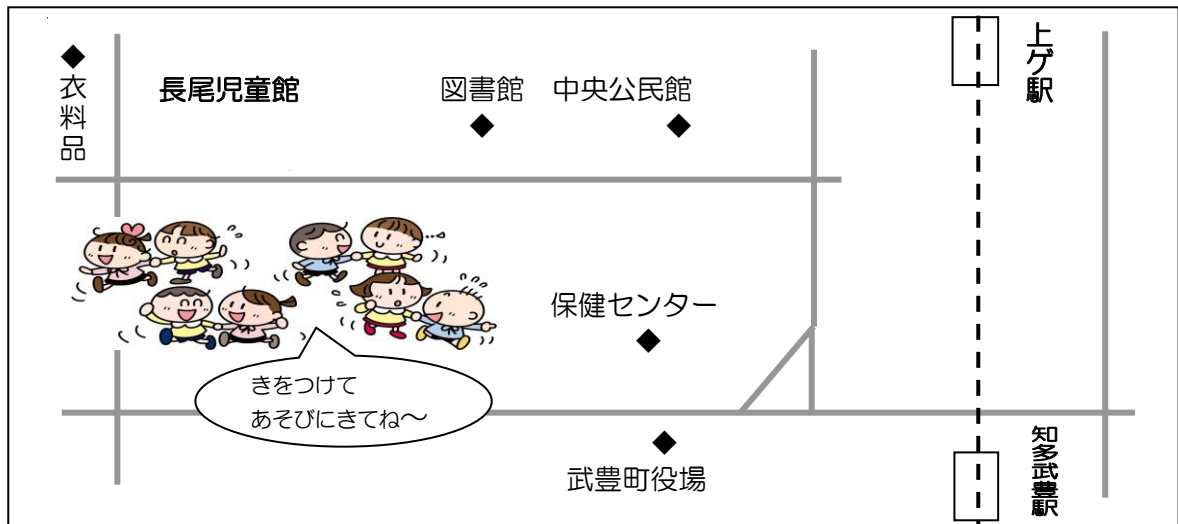 衣料品
長尾児童館
図書館
中央公民館
上ゲ駅
保健センター
きをつけて
あそびにきてね～
武豊町役場
知多武豊駅